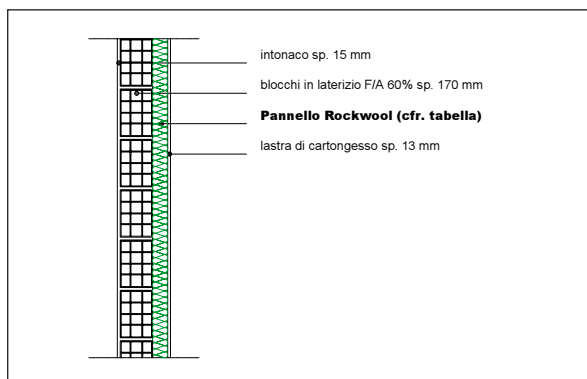 intonaco sp. 15 mm
blocchi in laterizio F/A 60% sp. 170 mm
Pannello Rockwool (cfr. tabella)
lastra di cartongesso sp. 13 mm